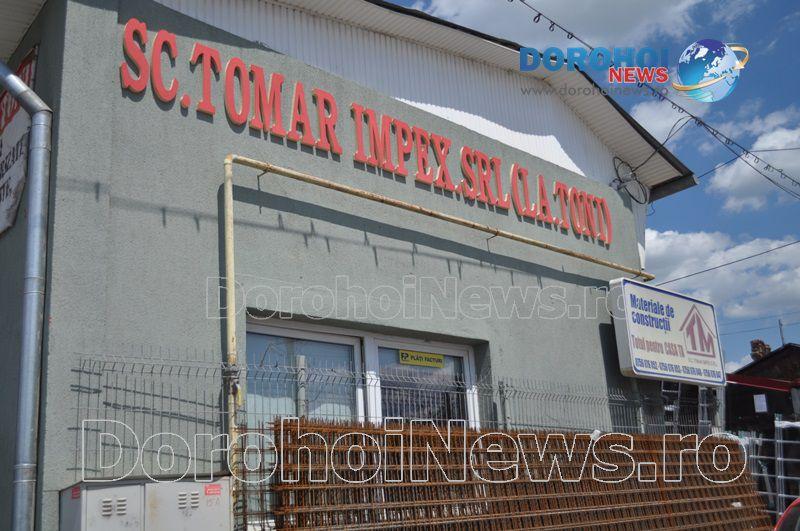 DOROHOI
NEWS
www.dorohoinews.ro
SC.TOMAR IMPEX.SRL(LA.TONI)
DorohoiNews.ro
Materiale de
construcții
Totul pentru CASA TA
TM
PLĂȚI FACTURI
DorohoiNews.ro